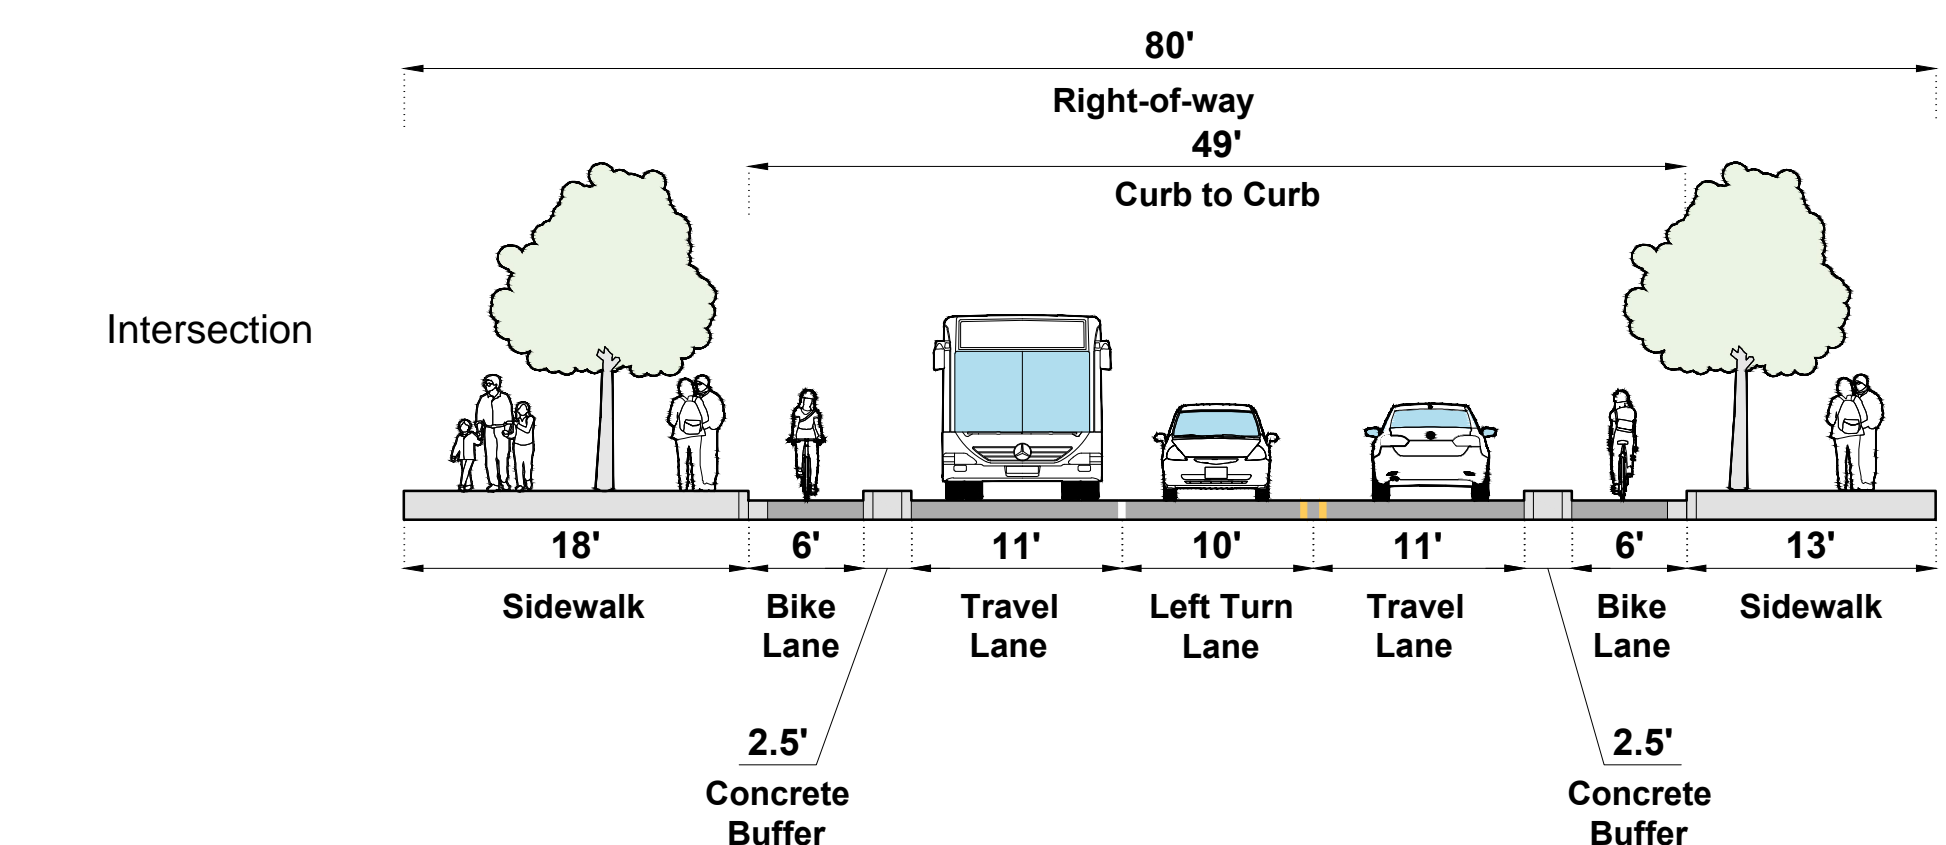 80'
Right-of-way
49'
Curb to Curb
Intersection
18'
6'
11'
10'
11'
6'
13'
Sidewalk
Bike
Lane
Travel
Lane
Left Turn
Lane
Travel
Lane
Bike
Lane
Sidewalk
2.5'
Concrete
Buffer
2.5'
Concrete
Buffer